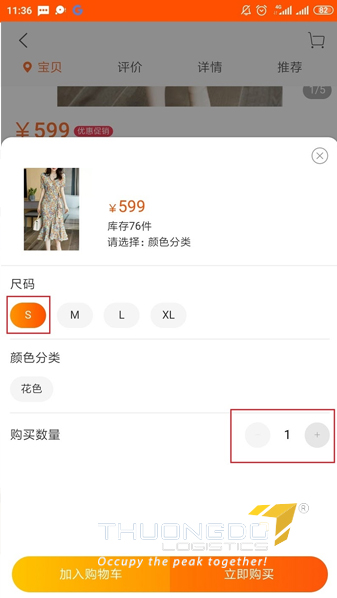 11:36
4G
82
宝贝 评价 详情 推荐
1/5
￥599 优惠促销
￥599
库存76件
请选择：颜色分类
尺码
S M L XL
颜色分类
花色
购买数量
- 1 +
THUONGDO
LOGISTICS
®
Occupy the peak together!
加入购物车 立即购买